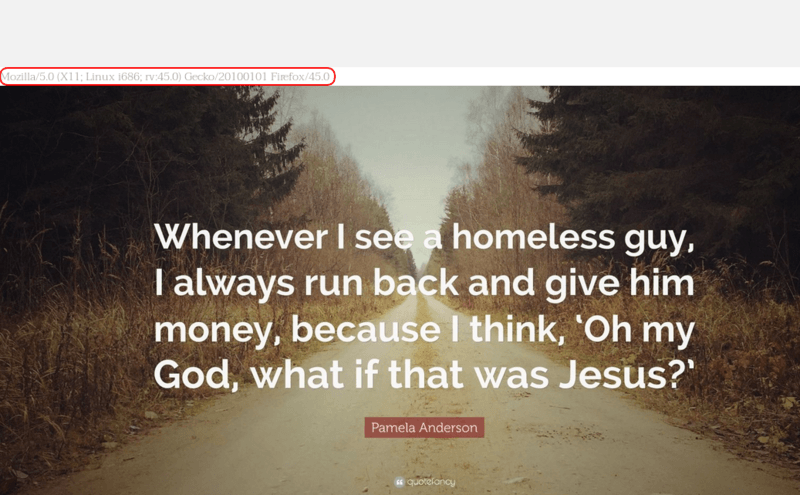 Mozilla/5.0 (X11; Linux i686; rv:45.0) Gecko/20100101 Firefox/45.0
Whenever I see a homeless guy,
I always run back and give him
money, because I think, ‘Oh my
God, what if that was Jesus?’
Pamela Anderson
quotefancy